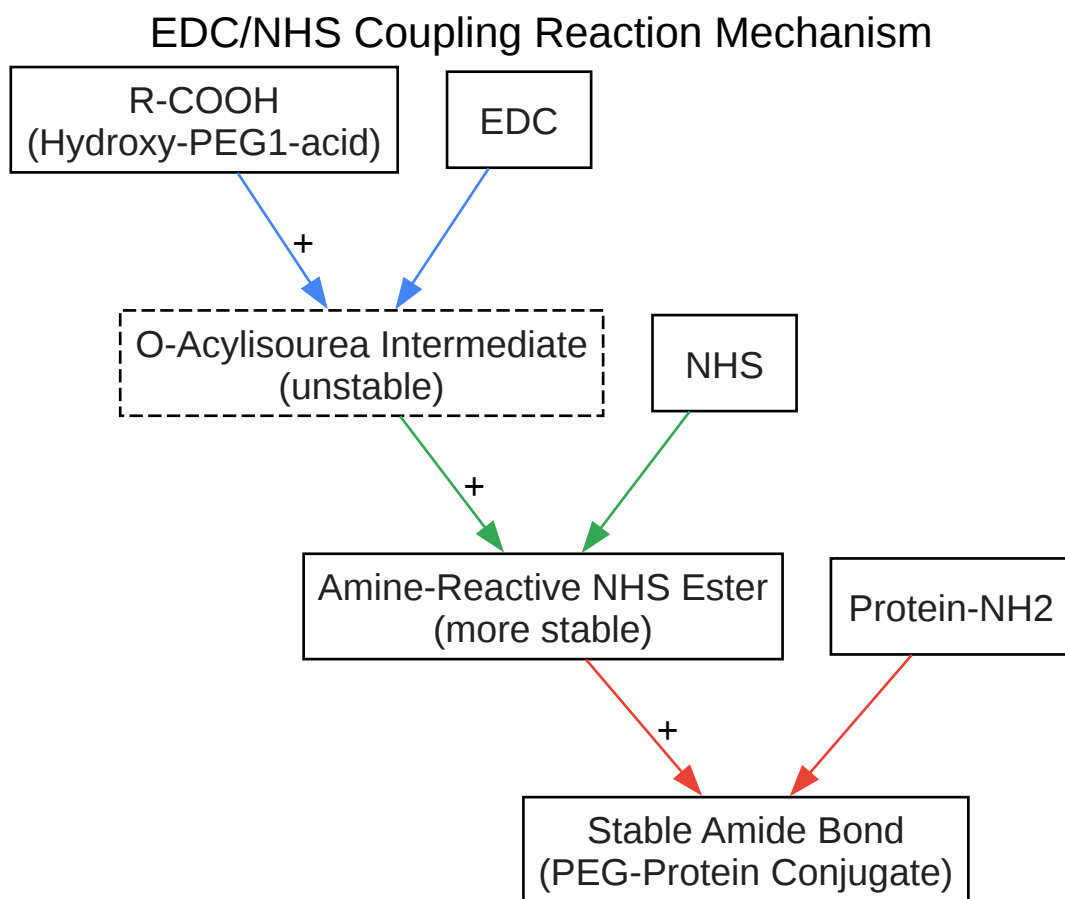 EDC/NHS Coupling Reaction Mechanism
R-COOH
(Hydroxy-PEG1-acid)
EDC
+
O-Acylisourea Intermediate
(unstable)
NHS
+
Amine-Reactive NHS Ester
(more stable)
Protein-NH2
+
Stable Amide Bond
(PEG-Protein Conjugate)